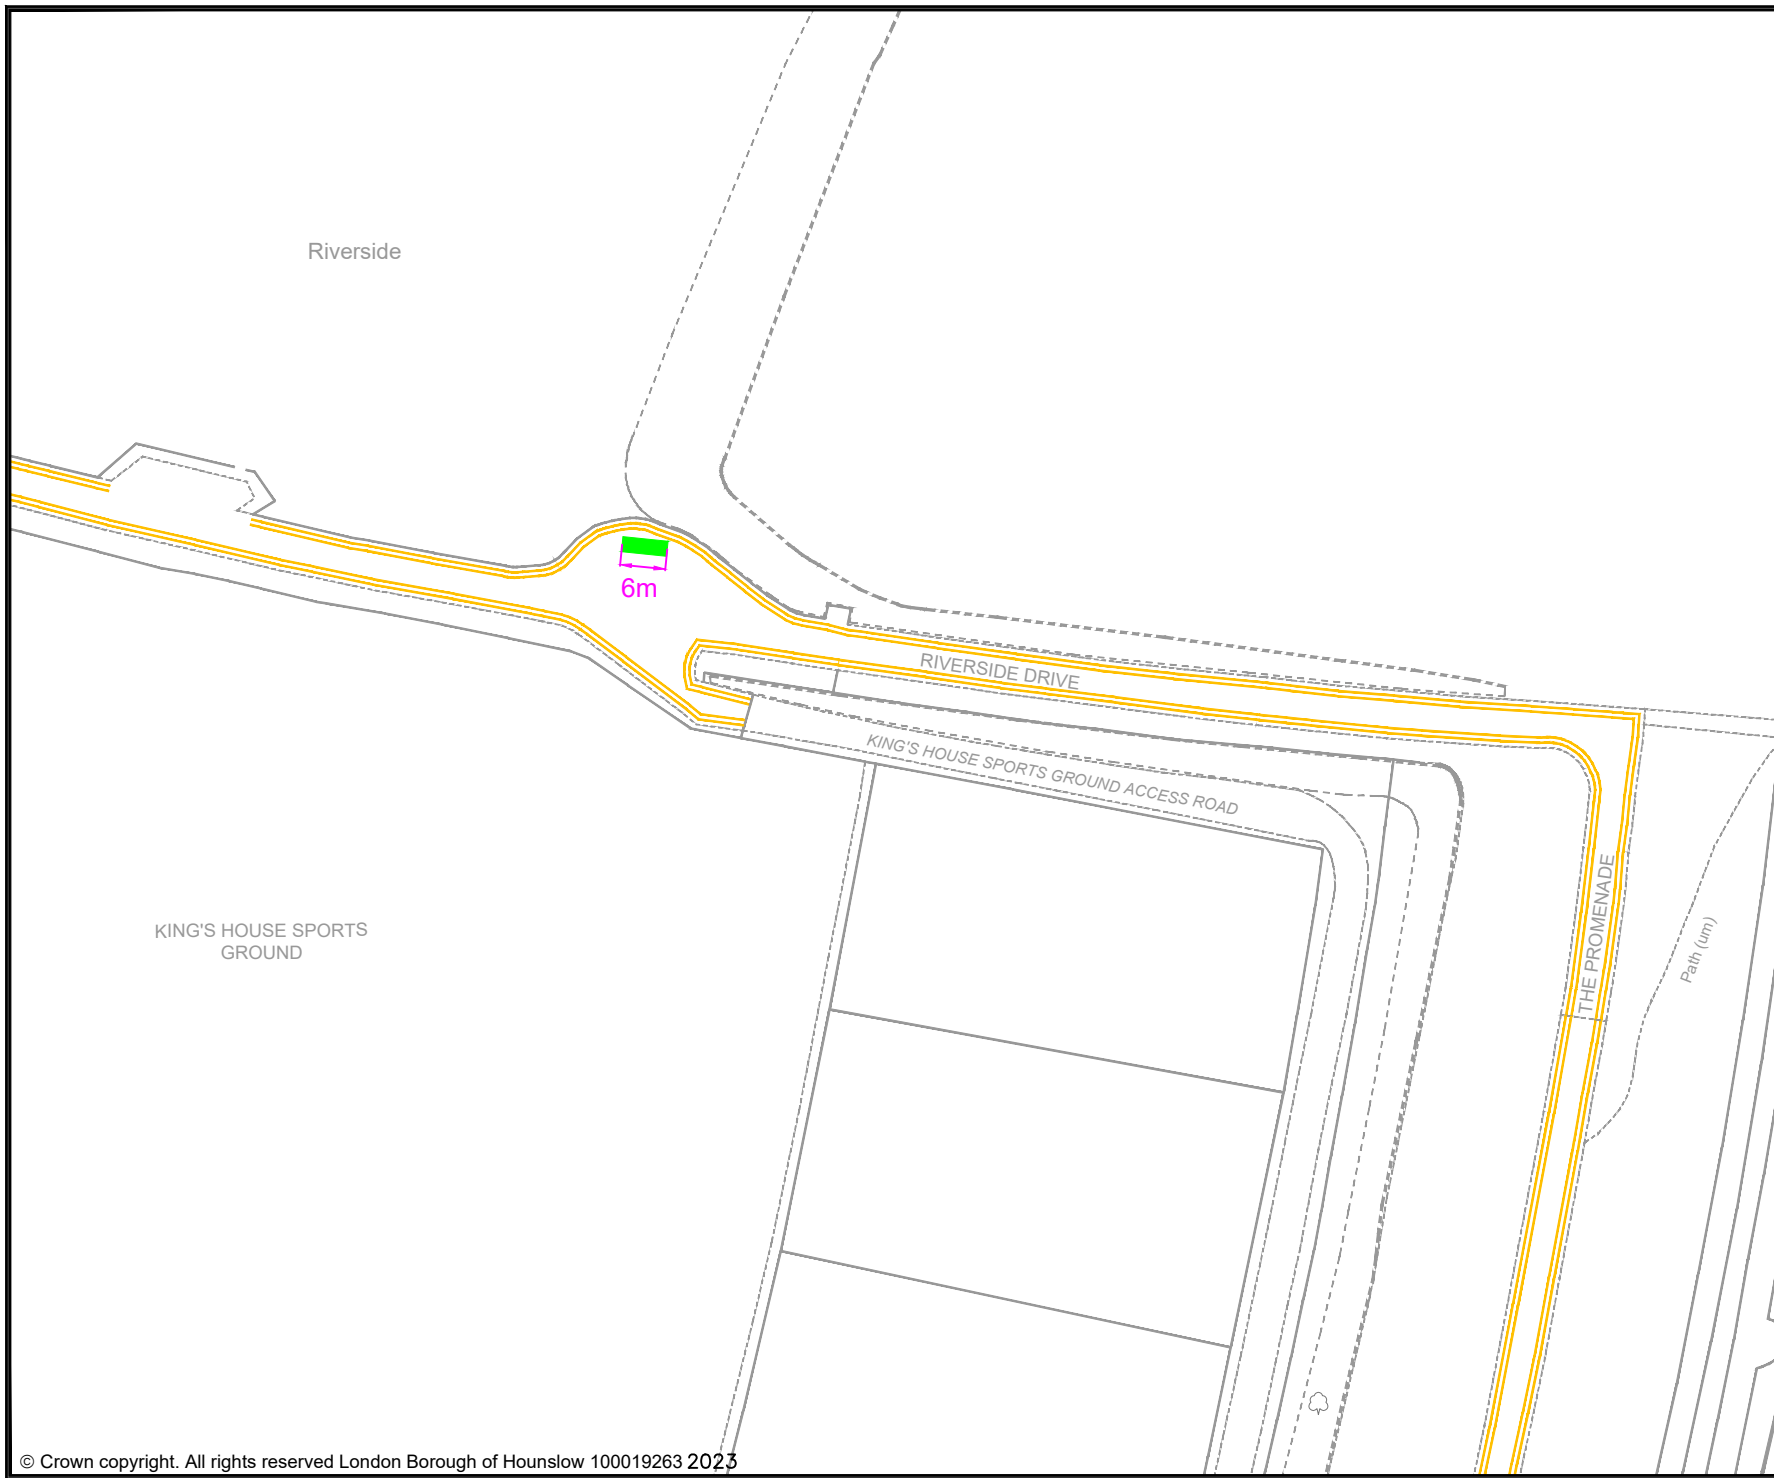 Riverside
6m
RIVERSIDE DRIVE
KING'S HOUSE SPORTS GROUND ACCESS ROAD
THE PROMENADE
Path (um)
KING'S HOUSE SPORTS
GROUND
© Crown copyright. All rights reserved London Borough of Hounslow 100019263 2023